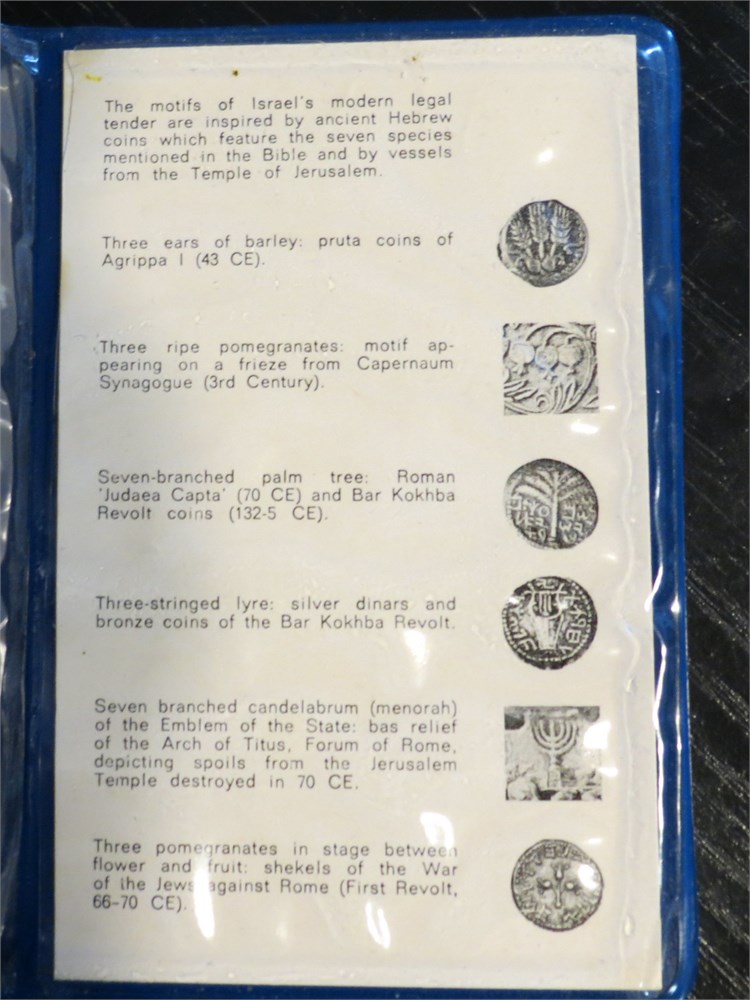 The motifs of Israel's modern legal
tender are inspired by ancient Hebrew
coins which feature the seven species
mentioned in the Bible and by vessels
from the Temple of Jerusalem.
Three ears of barley: pruta coins of
Agrippa I (43 CE).
Three ripe pomegranates: motif ap-
pearing on a frieze from Capernaum
Synagogue (3rd Century).
Seven-branched palm tree: Roman
'Judaea Capta' (70 CE) and Bar Kokhba
Revolt coins (132-5 CE).
Three-stringed lyre: silver dinars and
bronze coins of the Bar Kokhba Revolt.
Seven branched candelabrum (menorah)
of the Emblem of the State: bas relief
of the Arch of Titus, Forum of Rome,
depicting spoils from the Jerusalem
Temple destroyed in 70 CE.
Three pomegranates in stage between
flower and fruit: shekels of the War
of the Jews against Rome (First Revolt,
66-70 CE).